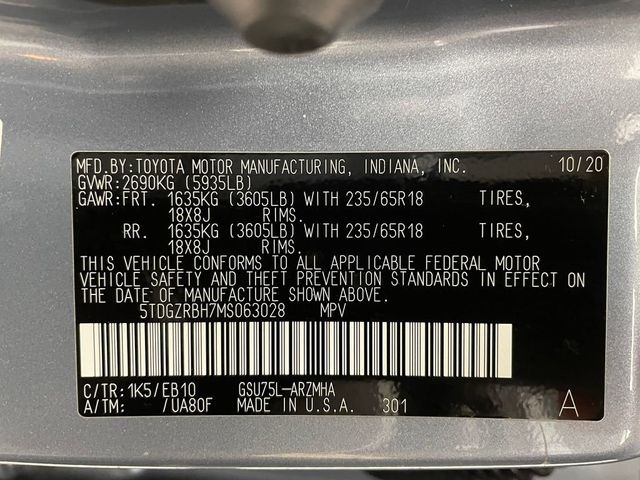 MFD.BY:TOYOTA MOTOR MANUFACTURING, INDIANA, INC. 10/20
GVWR:2690KG (5935LB)
GAWR:FRT. 1635KG (3605LB) WITH 235/65R18 TIRES,
18X8J RIMS.
RR. 1635KG (3605LB) WITH 235/65R18 TIRES,
18X8J RIMS.
THIS VEHICLE CONFORMS TO ALL APPLICABLE FEDERAL MOTOR
VEHICLE SAFETY AND THEFT PREVENTION STANDARDS IN EFFECT ON
THE DATE OF MANUFACTURE SHOWN ABOVE.
5TDGZRBH7MS063028 MPV
C/TR:1K5/EB10 GSU75L-ARZMHA
A/TM: /UA80F MADE IN U.S.A. 301 A